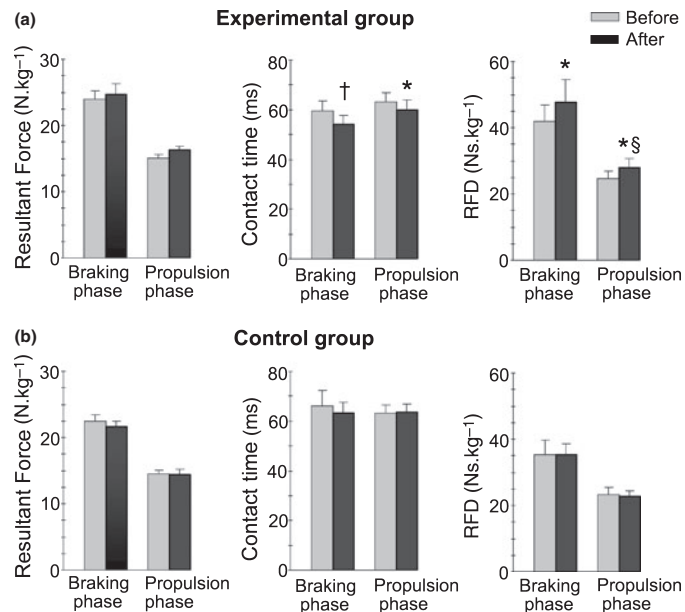 (a) Experimental group
Before
After
Resultant Force (N.kg⁻¹)
30
20
10
0
Braking phase
Propulsion phase
Contact time (ms)
80
60
40
20
0
†
*
Braking phase
Propulsion phase
RFD (Ns.kg⁻¹)
60
40
20
0
*
*§
Braking phase
Propulsion phase
(b) Control group
Resultant Force (N.kg⁻¹)
30
20
10
0
Braking phase
Propulsion phase
Contact time (ms)
80
60
40
20
0
Braking phase
Propulsion phase
RFD (Ns.kg⁻¹)
60
40
20
0
Braking phase
Propulsion phase